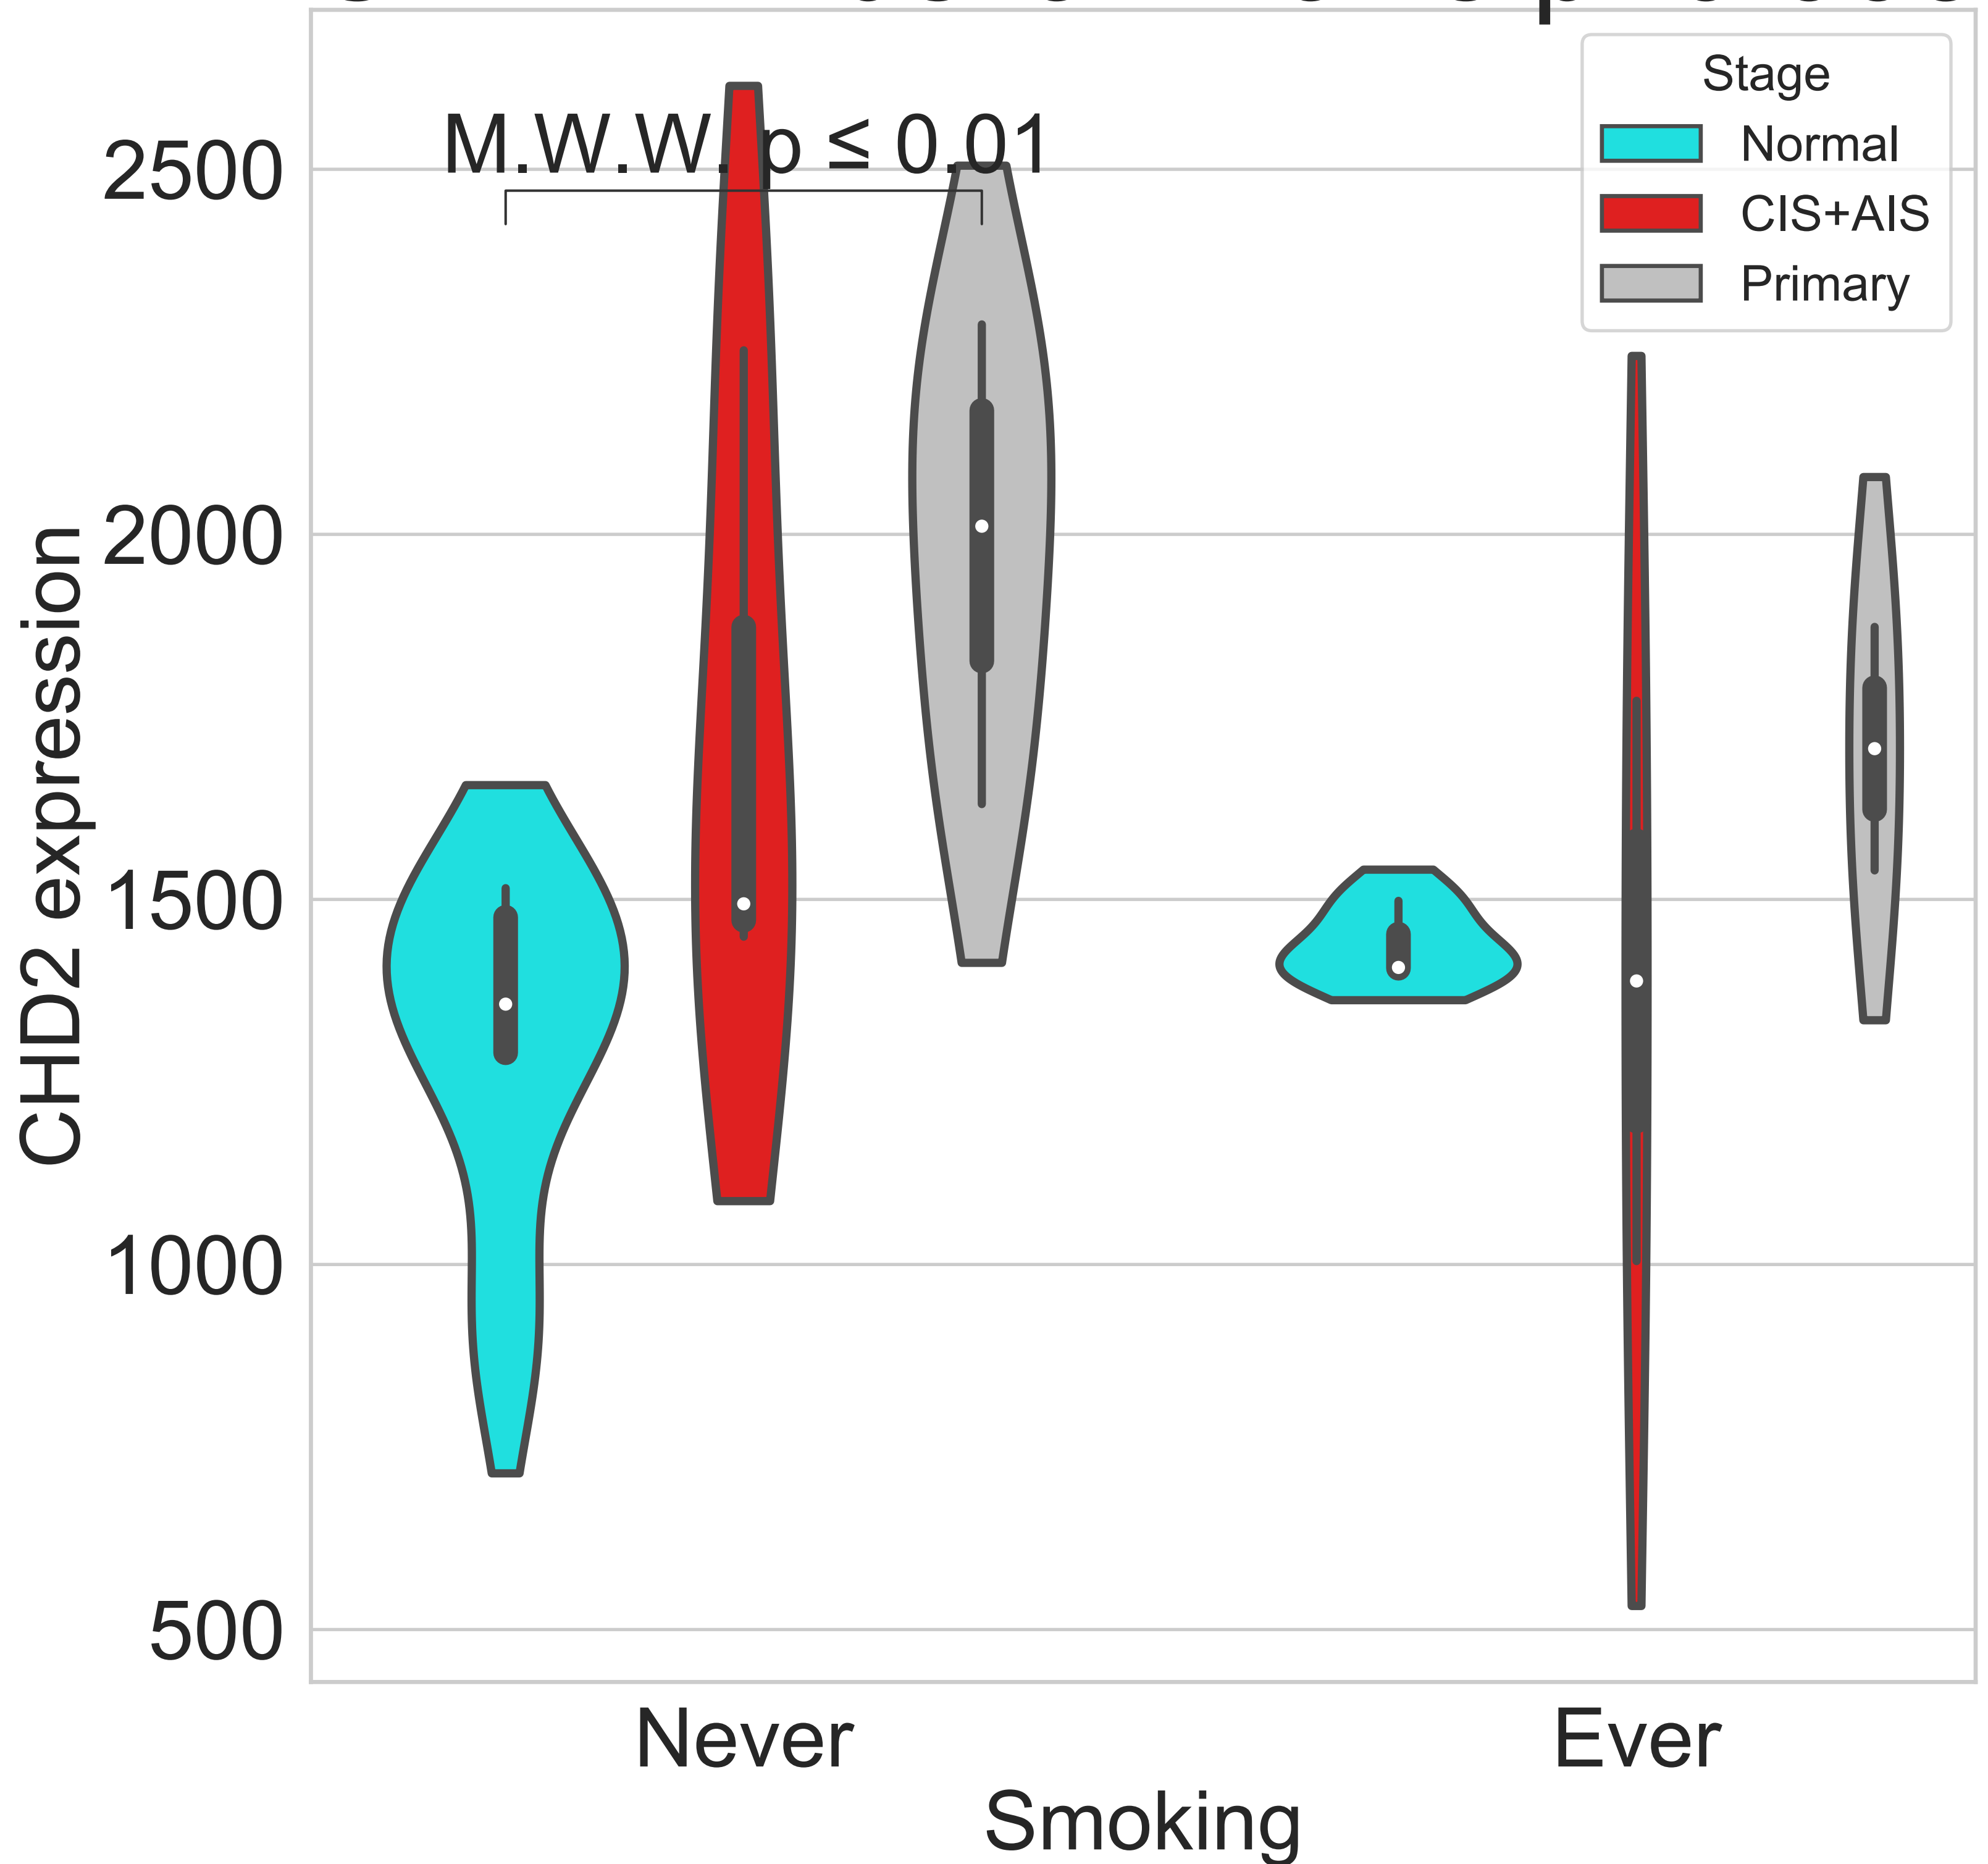 Stage
Normal
CIS+AIS
Primary
M.W.W. p ≤ 0.01
2500
2000
1500
1000
500
CHD2 expression
Never
Ever
Smoking